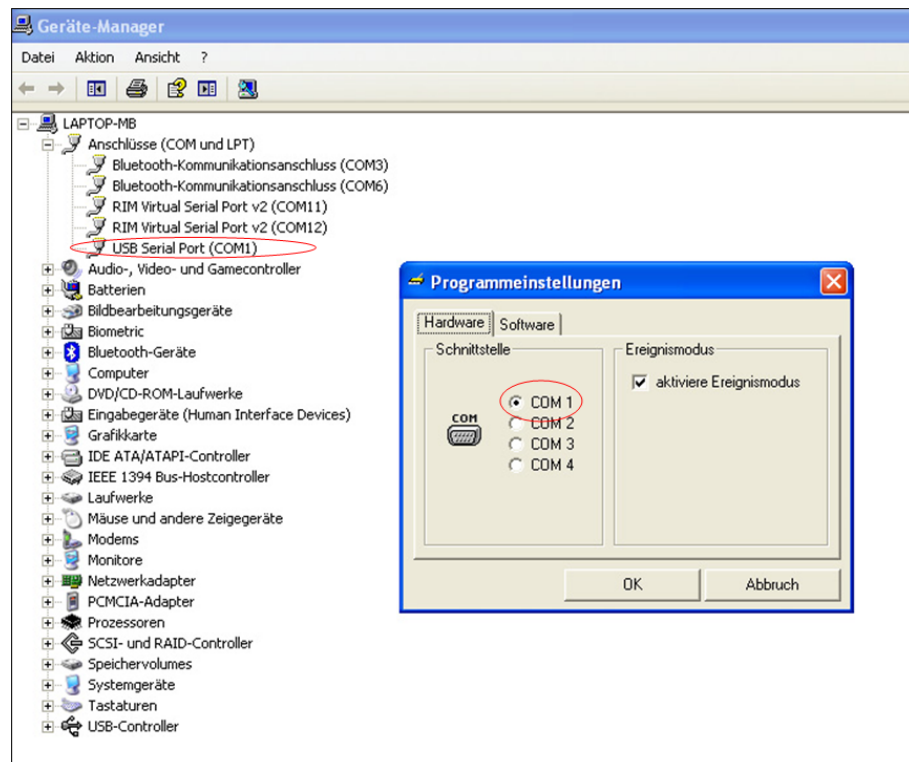 Geräte-Manager
Datei Aktion Ansicht ?
LAPTOP-MB
Anschlüsse (COM und LPT)
Bluetooth-Kommunikationsanschluss (COM3)
Bluetooth-Kommunikationsanschluss (COM6)
RIM Virtual Serial Port v2 (COM11)
RIM Virtual Serial Port v2 (COM12)
USB Serial Port (COM1)
Audio-, Video- und Gamecontroller
Batterien
Bildbearbeitungsgeräte
Biometric
Bluetooth-Geräte
Computer
DVD/CD-ROM-Laufwerke
Eingabegeräte (Human Interface Devices)
Grafikkarte
IDE ATA/ATAPI-Controller
IEEE 1394 Bus-Hostcontroller
Laufwerke
Mäuse und andere Zeigegeräte
Modems
Monitore
Netzwerkadapter
PCMCIA-Adapter
Prozessoren
SCSI- und RAID-Controller
Speichervolumes
Systemgeräte
Tastaturen
USB-Controller
Programmeinstellungen
Hardware Software
Schnittstelle
COM
COM 1
COM 2
COM 3
COM 4
Ereignismodus
aktiviere Ereignismodus
OK Abbruch